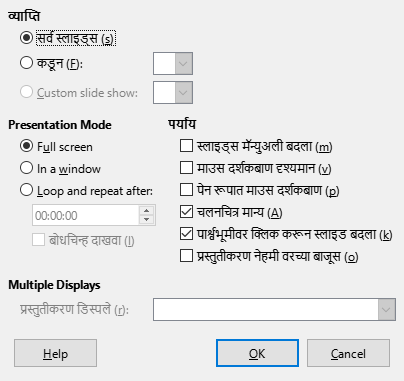 व्याप्ति
सर्व स्लाइड्स (s)
कडून (F):
Custom slide show:
Presentation Mode
Full screen
In a window
Loop and repeat after:
00:00:00
बोधचिन्ह दाखवा (l)
पर्याय
स्लाइड्स मॅन्युअली बदला (m)
माउस दर्शकबाण दृश्यमान (v)
पेन रूपात माउस दर्शकबाण (p)
चलनचित्र मान्य (A)
पार्श्वभूमीवर क्लिक करून स्लाइड बदला (k)
प्रस्तुतीकरण नेहमी वरच्या बाजूस (o)
Multiple Displays
प्रस्तुतीकरण डिस्पले (r):
Help
OK
Cancel